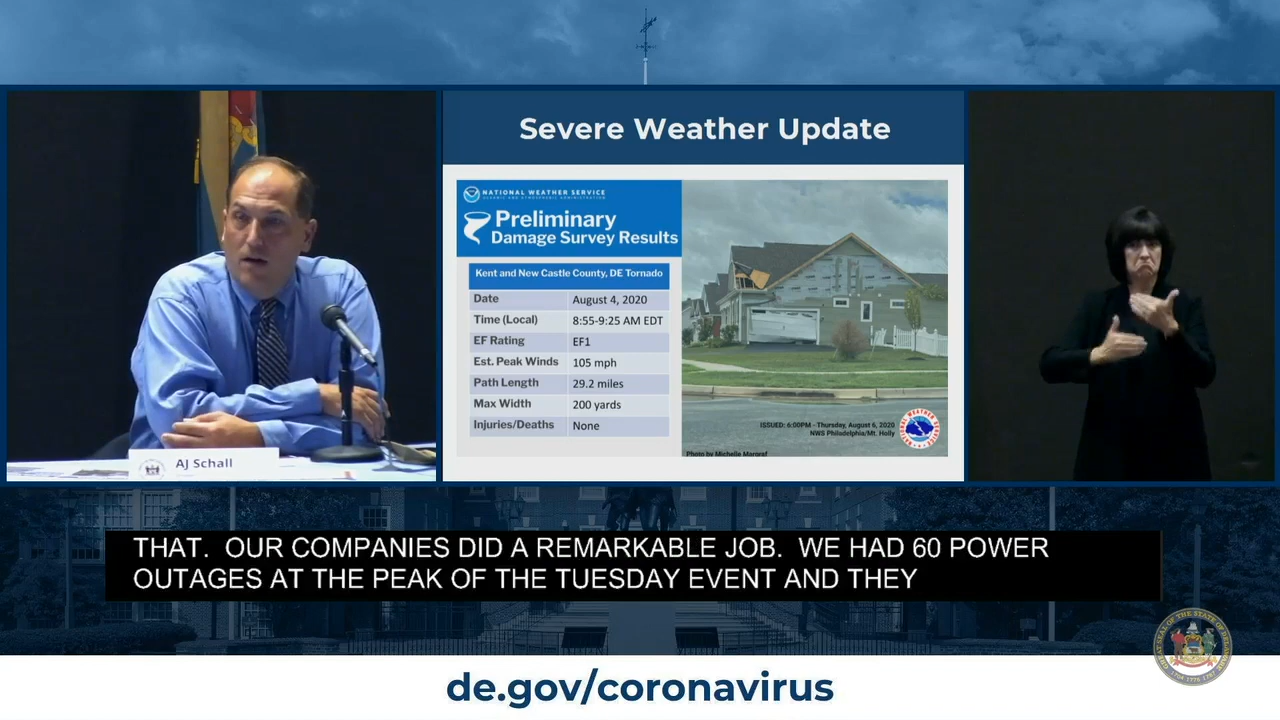 Severe Weather Update
NATIONAL WEATHER SERVICE
Preliminary
Damage Survey Results
Kent and New Castle County, DE Tornado
Date August 4, 2020
Time (Local) 8:55-9:25 AM EDT
EF Rating EF1
Est. Peak Winds 105 mph
Path Length 29.2 miles
Max Width 200 yards
Injuries/Deaths None
ISSUED: 6:00PM - Thursday, August 6, 2020
NWS Philadelphia/Mt. Holly
Photo by Michelle Margraf
AJ Schall
THAT. OUR COMPANIES DID A REMARKABLE JOB. WE HAD 60 POWER
OUTAGES AT THE PEAK OF THE TUESDAY EVENT AND THEY
de.gov/coronavirus